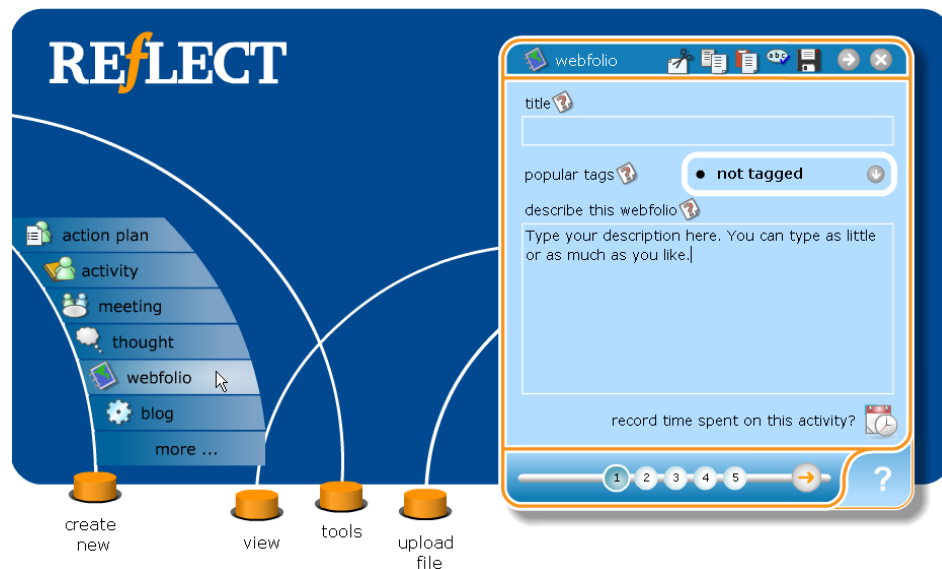 REfLECT
action plan
activity
meeting
thought
webfolio
blog
more ...
create
new
view
tools
upload
file
webfolio
abc
title
popular tags
not tagged
describe this webfolio
Type your description here. You can type as little
or as much as you like.
record time spent on this activity?
1 2 3 4 5
?